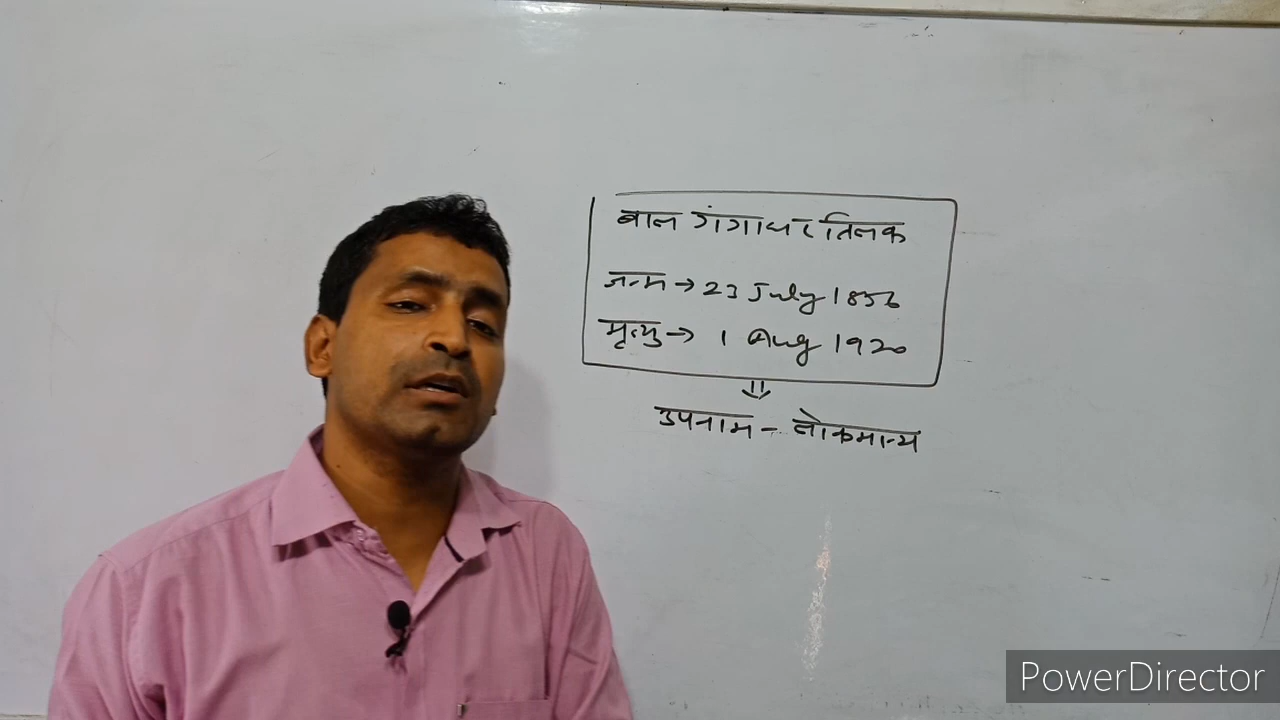 बाल गंगाधर तिलक
जन्म → 23 July 1856
मृत्यु → 1 Aug 1920
⇓
उपनाम - लोकमान्य
PowerDirector